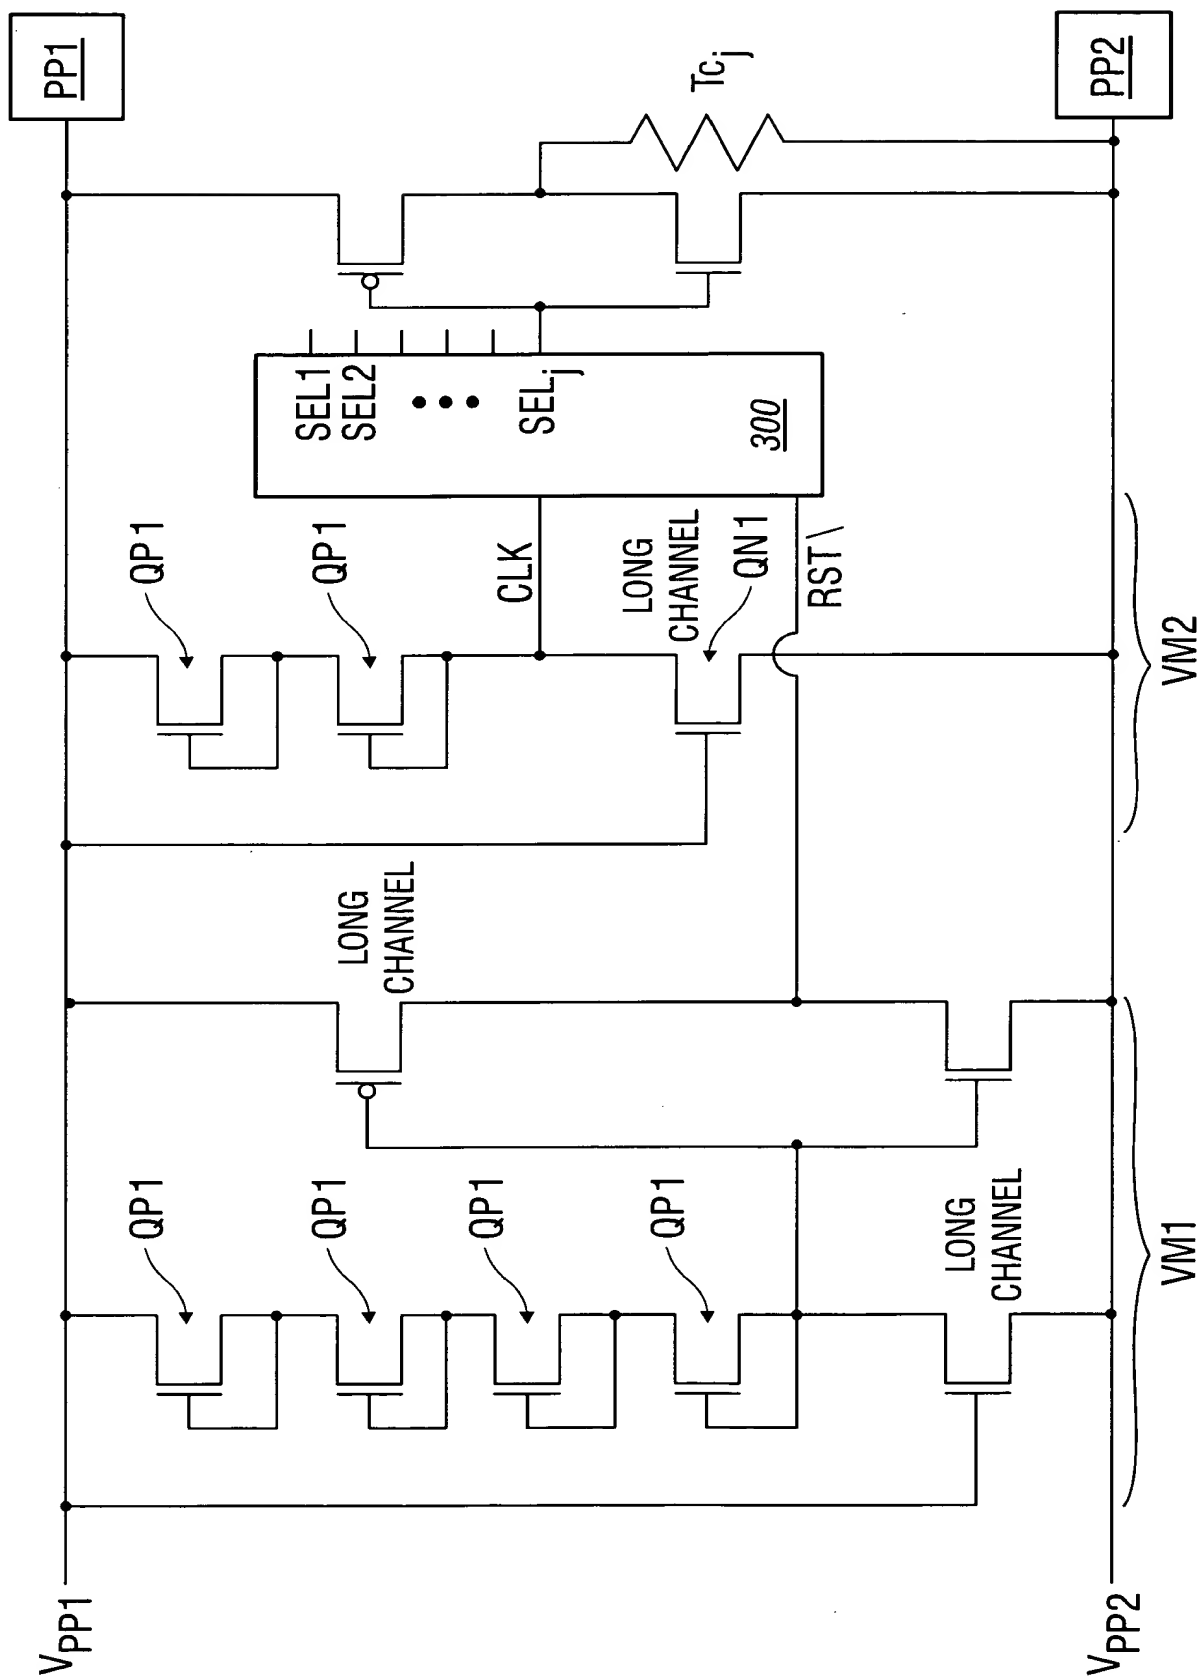 PP1
PP2
Tcj
SEL1
SEL2
SELj
300
QP1
QP1
CLK
LONG
CHANNEL
QN1
RST\
VM2
LONG
CHANNEL
QP1
QP1
QP1
QP1
LONG
CHANNEL
VM1
VPP1
VPP2